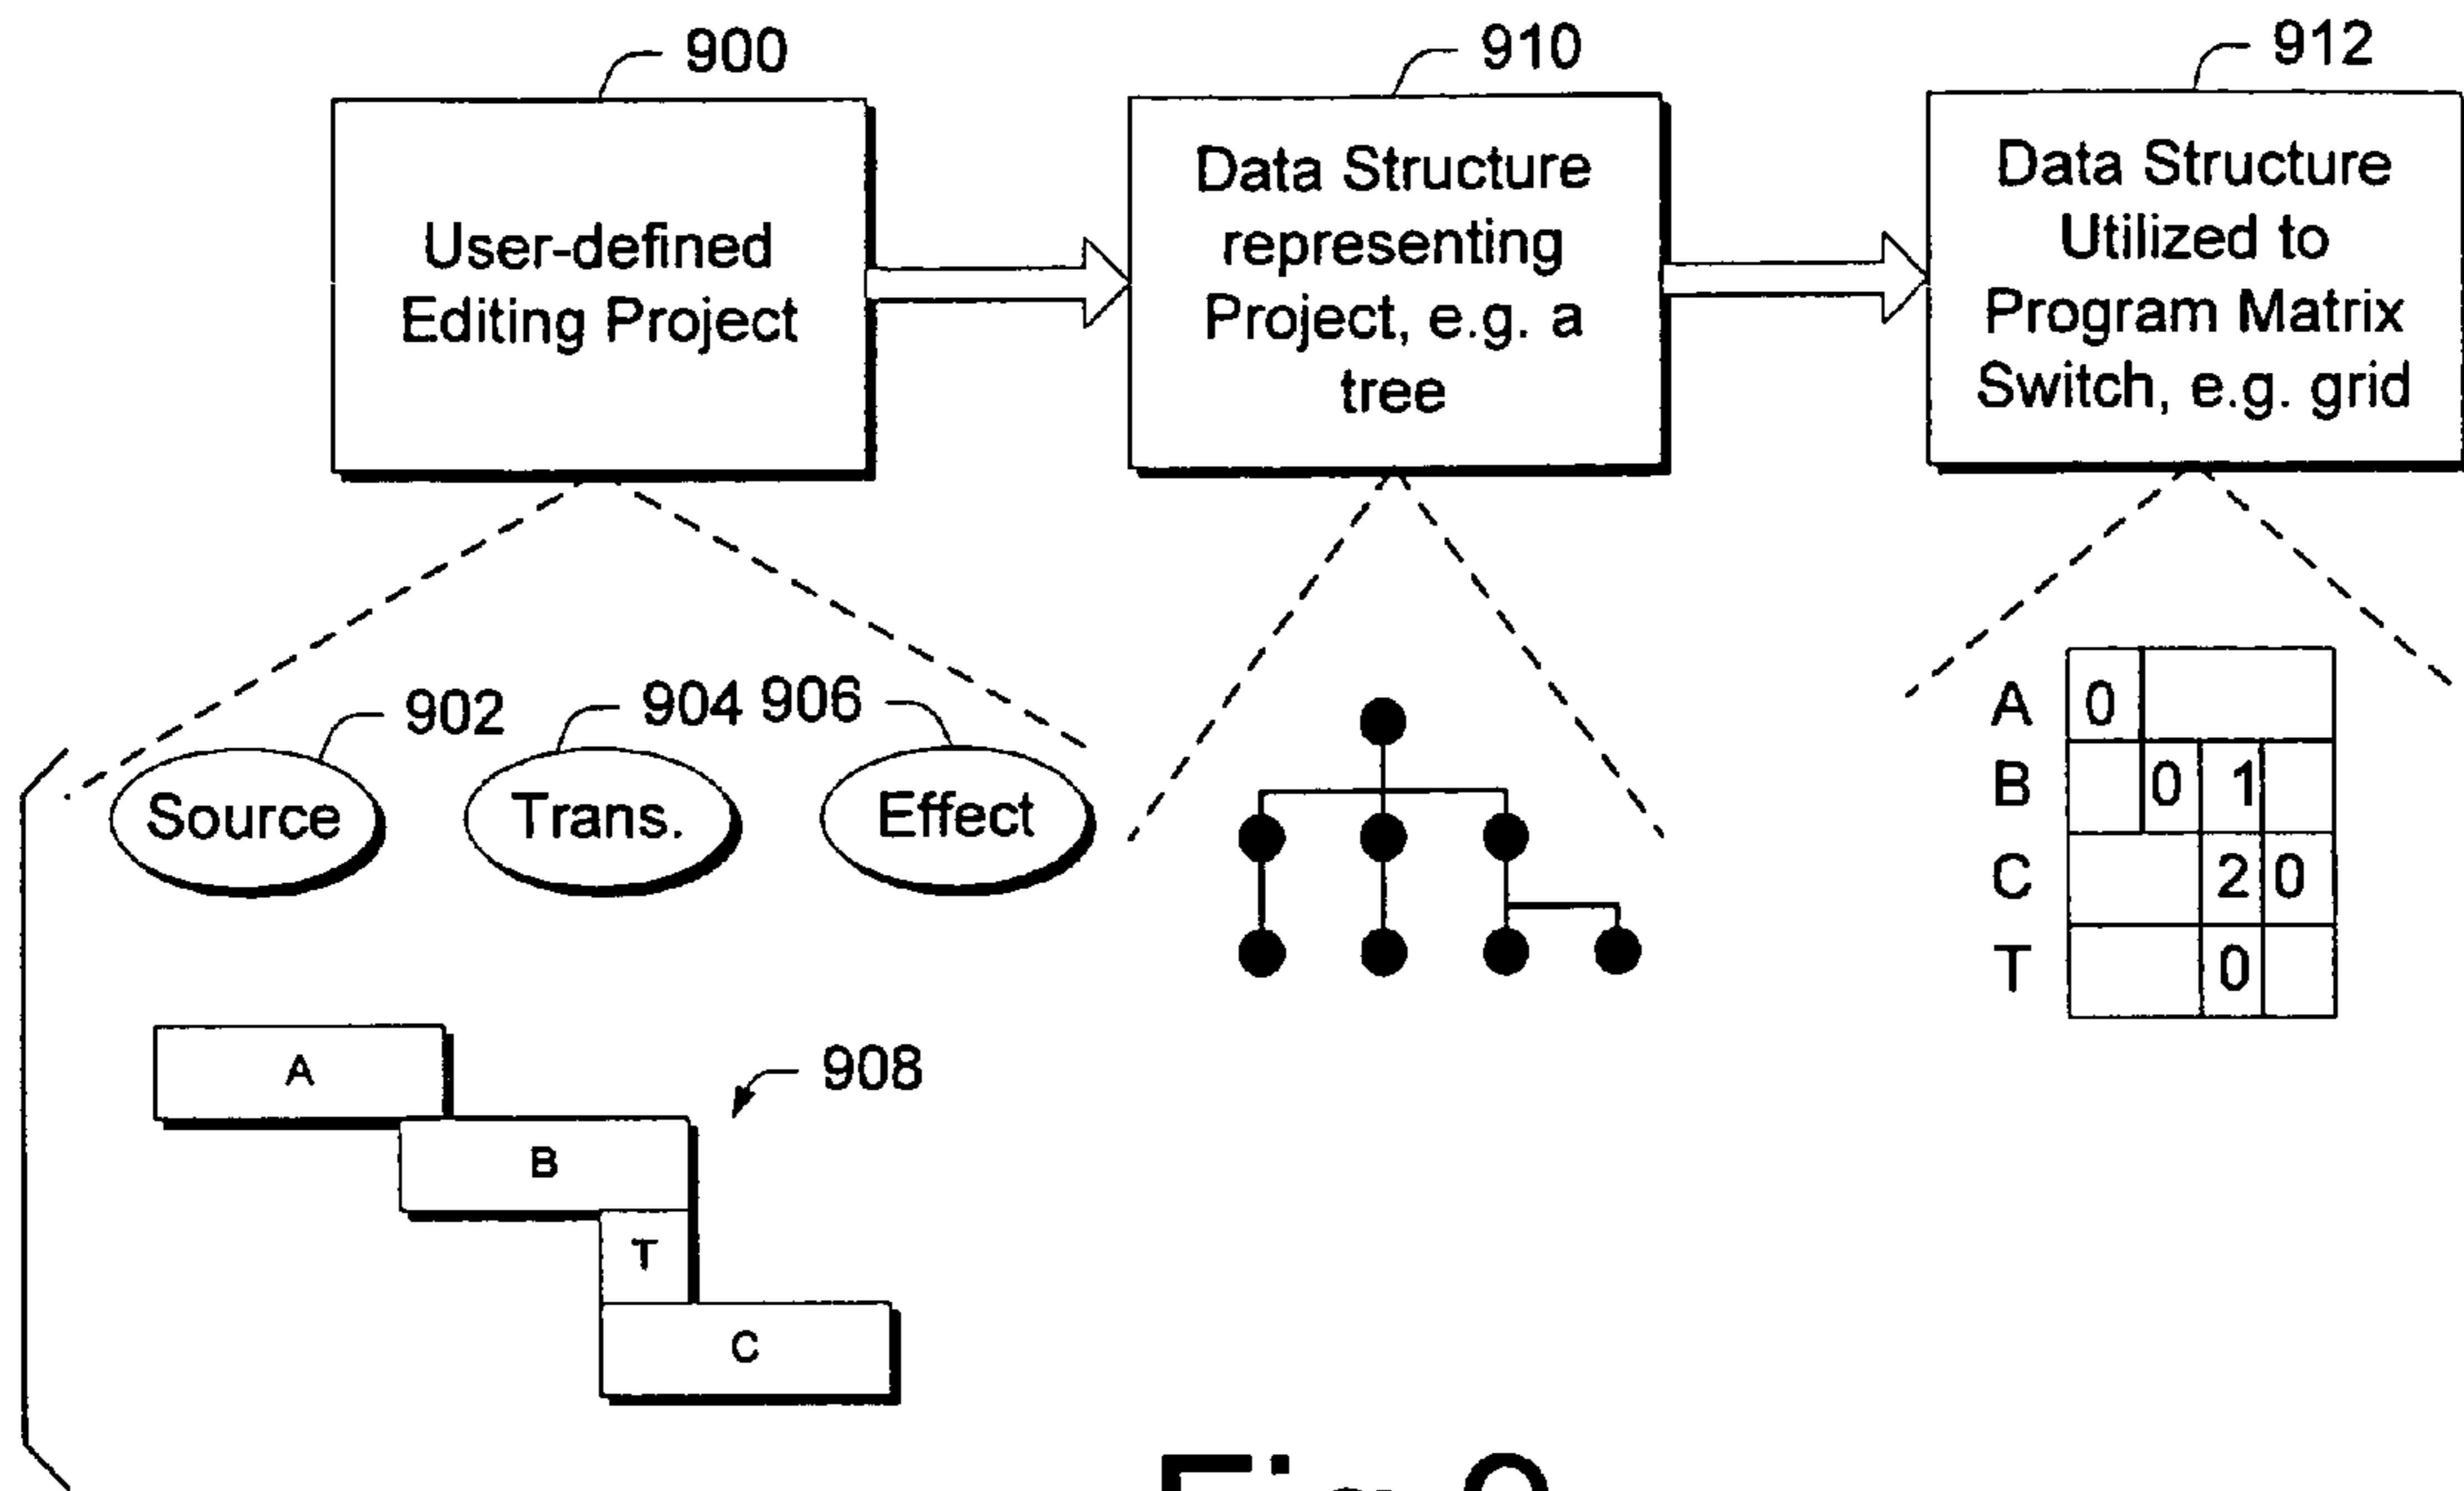 900
910
912
User-defined
Editing Project
Data Structure
representing
Project, e.g. a
tree
Data Structure
Utilized to
Program Matrix
Switch, e.g. grid
902
904
906
Source
Trans.
Effect
A
B
T
C
908
A 0
B 0 1
C 2 0
T 0